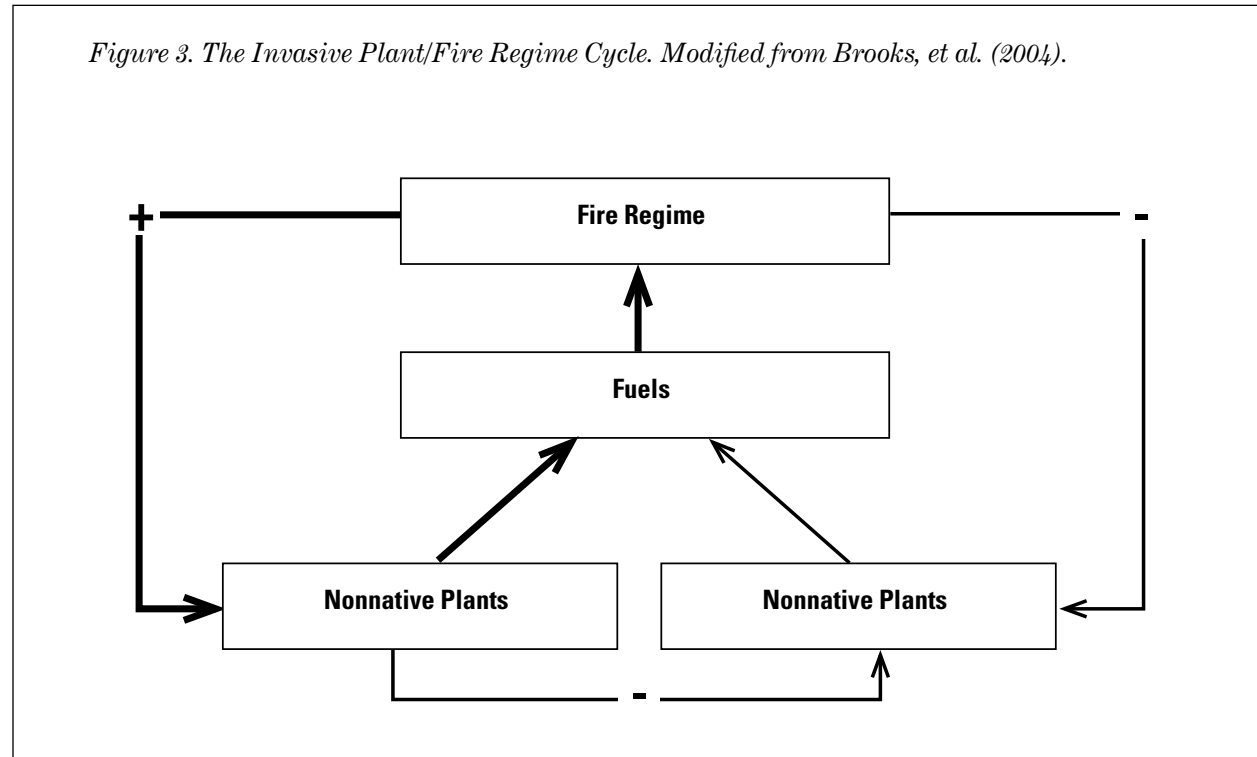 Figure 3. The Invasive Plant/Fire Regime Cycle. Modified from Brooks, et al. (2004).
+
Fire Regime
-
Fuels
Nonnative Plants
Nonnative Plants
-